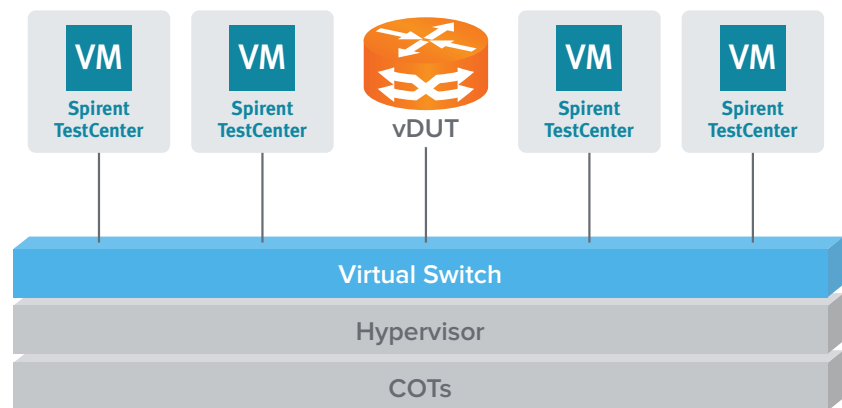 VM
Spirent
TestCenter
VM
Spirent
TestCenter
vDUT
VM
Spirent
TestCenter
VM
Spirent
TestCenter
Virtual Switch
Hypervisor
COTs